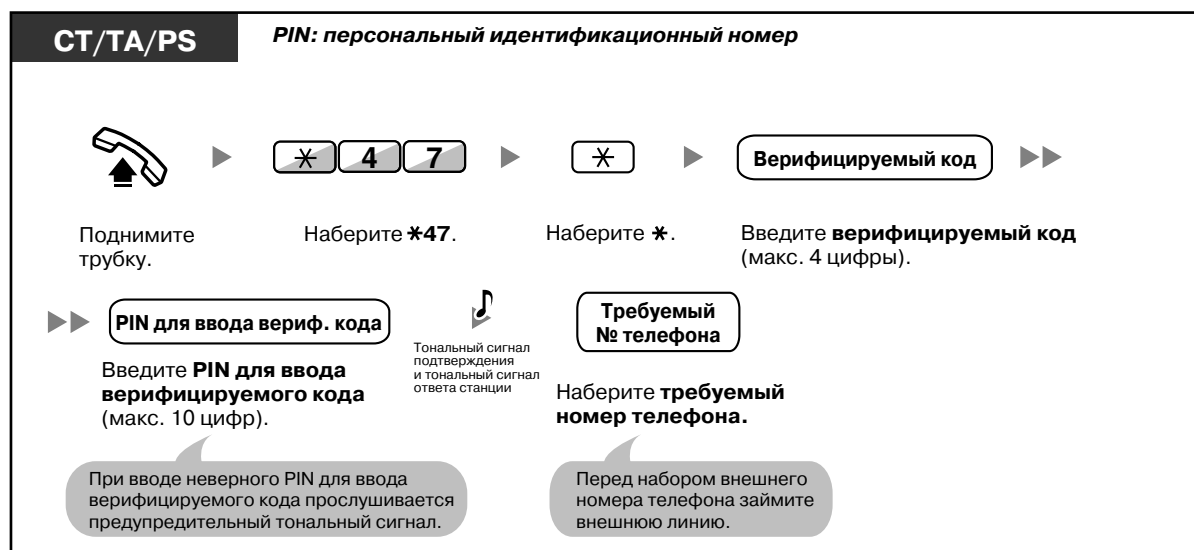 CT/TA/PS
PIN: персональный идентификационный номер
* 4 7
*
Верифицируемый код
Поднимите
трубку.
Наберите *47.
Наберите *.
Введите верифицируемый код
(макс. 4 цифры).
PIN для ввода вериф. кода
Введите PIN для ввода
верифицируемого кода
(макс. 10 цифр).
Тональный сигнал
подтверждения
и тональный сигнал
ответа станции
Требуемый
№ телефона
Наберите требуемый
номер телефона.
При вводе неверного PIN для ввода
верифицируемого кода прослушивается
предупредительный тональный сигнал.
Перед набором внешнего
номера телефона займите
внешнюю линию.